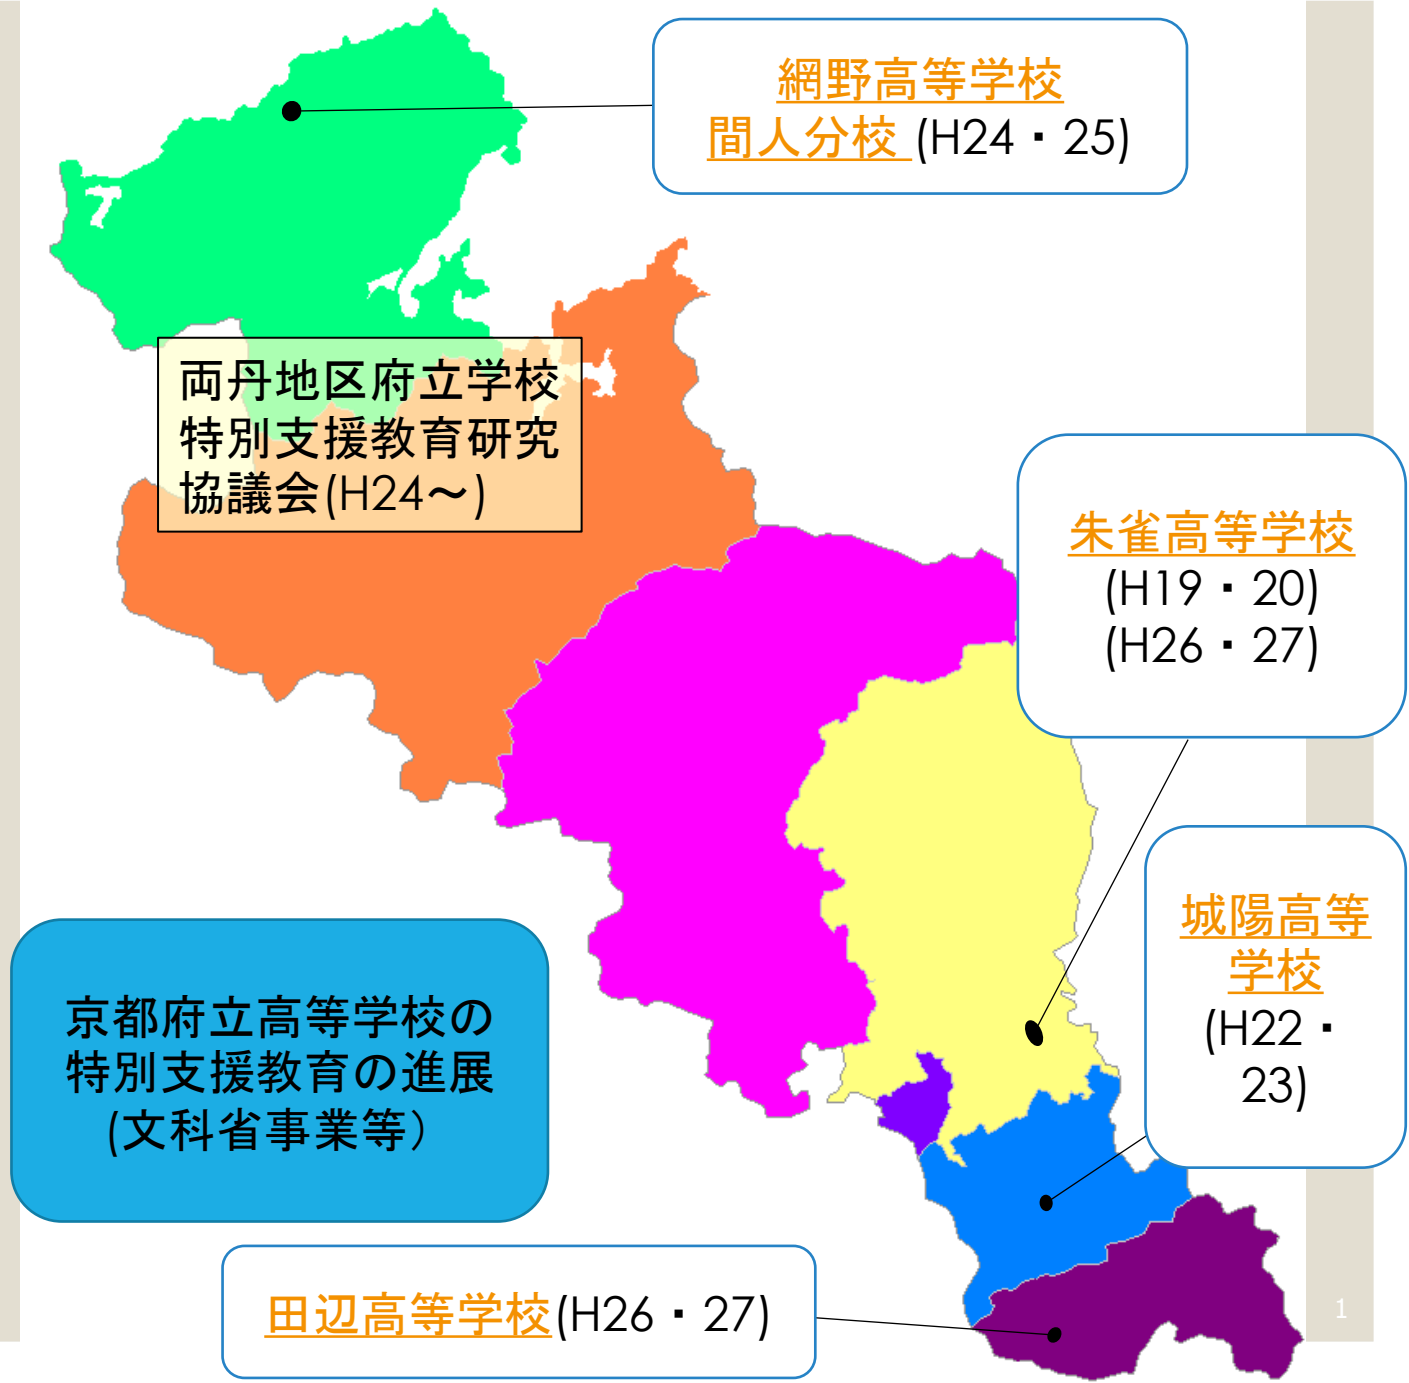 網野高等学校
間人分校 (H24・25)
両丹地区府立学校
特別支援教育研究
協議会(H24～)
朱雀高等学校
(H19・20)
(H26・27)
城陽高等
学校
(H22・
23)
京都府立高等学校の
特別支援教育の進展
(文科省事業等）
田辺高等学校(H26・27)
1